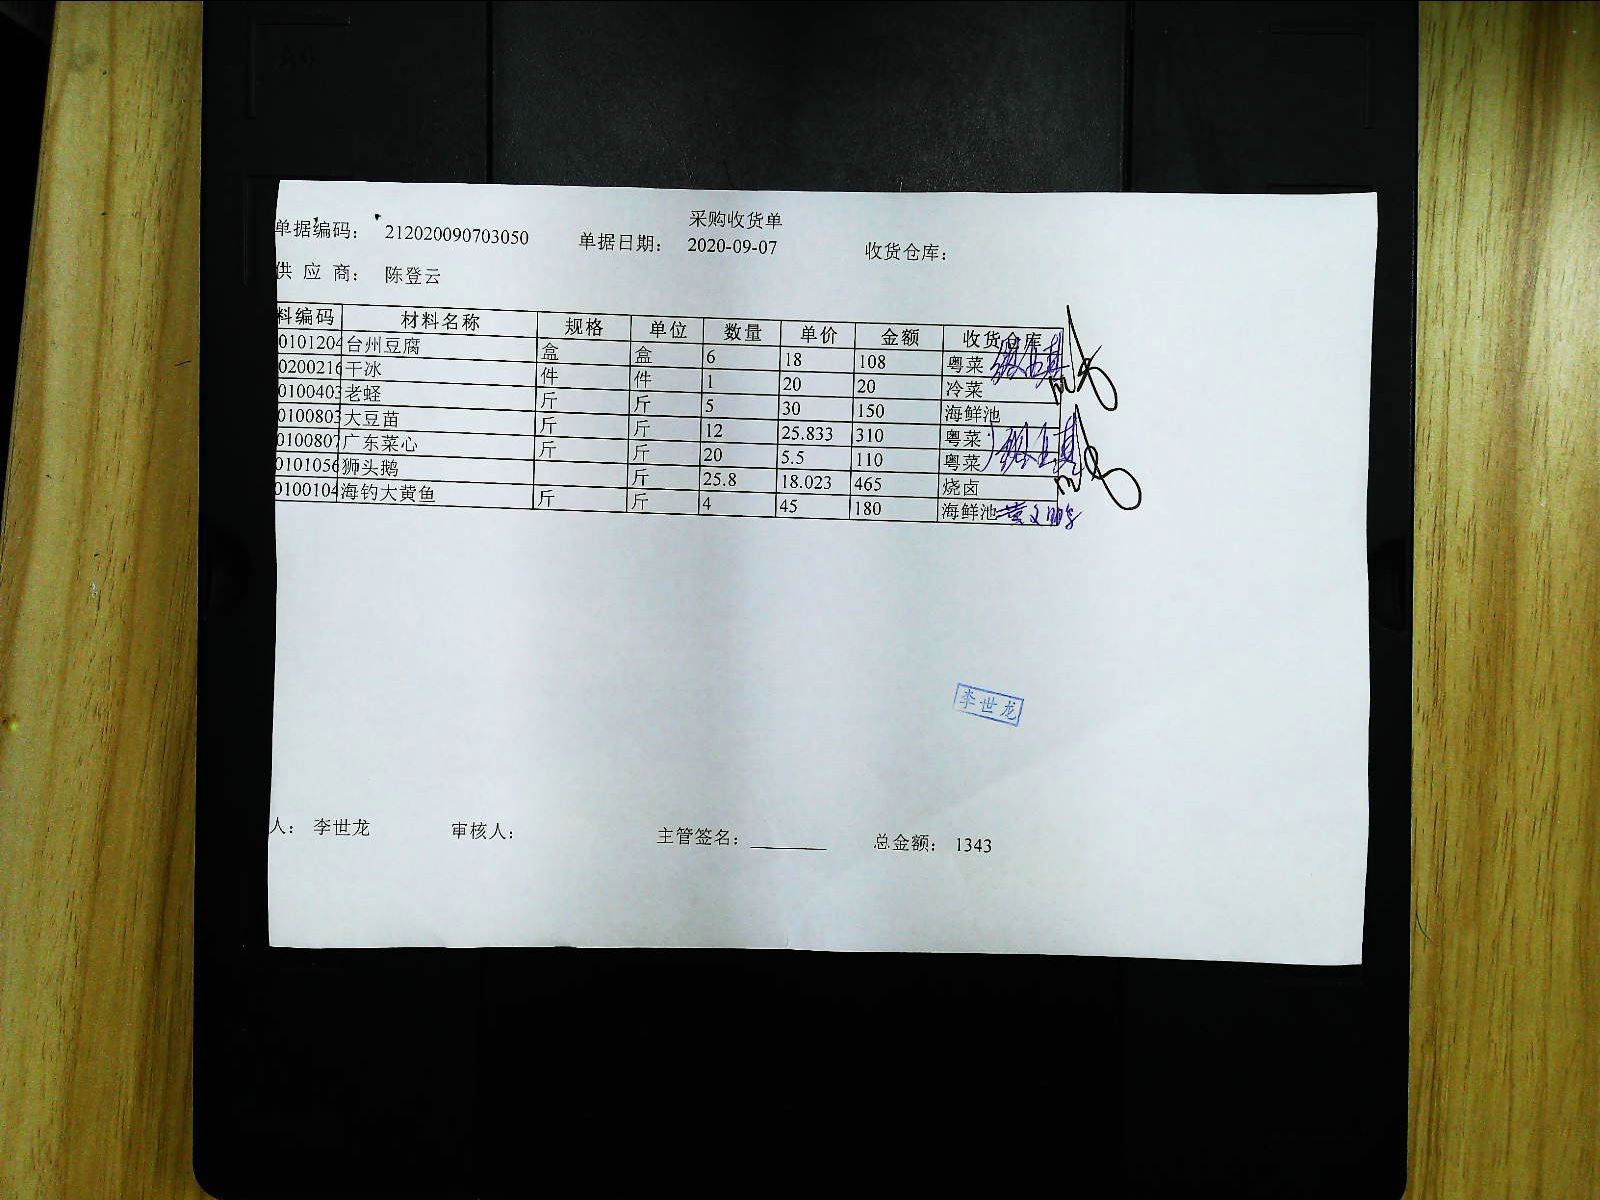 采购收货单
单据编码： 212020090703050 单据日期： 2020-09-07 收货仓库：
供 应 商： 陈登云
料编码 材料名称 规格 单位 数量 单价 金额 收货仓库
0101204 台州豆腐 盒 盒 6 18 108 粤菜
0200216 干冰 件 件 1 20 20 冷菜
0100403 老蛏 斤 斤 5 30 150 海鲜池
0100803 大豆苗 斤 斤 12 25.833 310 粤菜
0100807 广东菜心 斤 斤 20 5.5 110 粤菜
0101056 狮头鹅 斤 25.8 18.023 465 烧卤
0100104 海钓大黄鱼 斤 斤 4 45 180 海鲜池
李世龙
人： 李世龙 审核人： 主管签名：________ 总金额： 1343